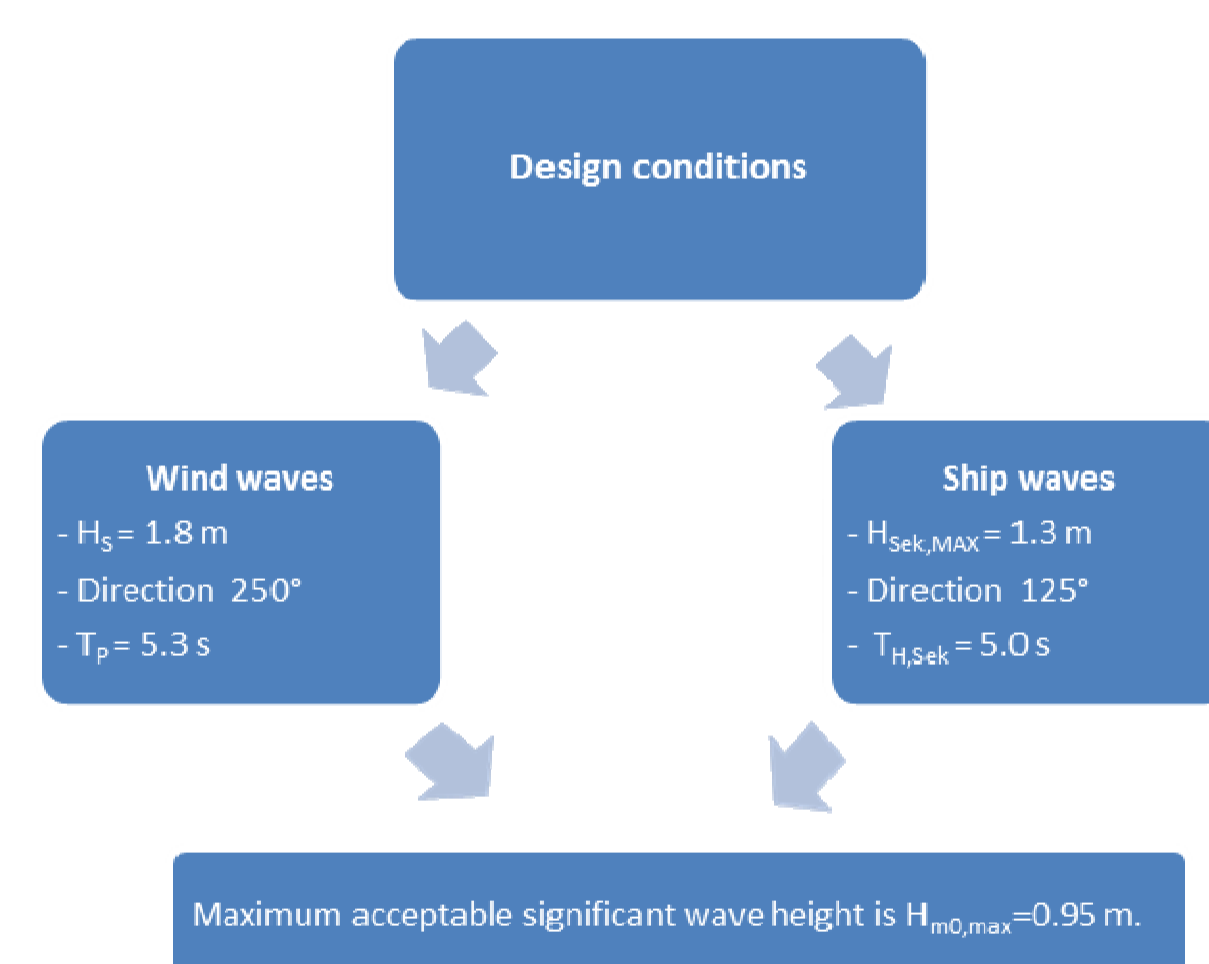 Design conditions
Wind waves
- HS = 1.8 m
- Direction 250°
- TP = 5.3 s
Ship waves
- HSek,MAX = 1.3 m
- Direction 125°
- TH,Sek = 5.0 s
Maximum acceptable significant wave height is Hm0,max=0.95 m.